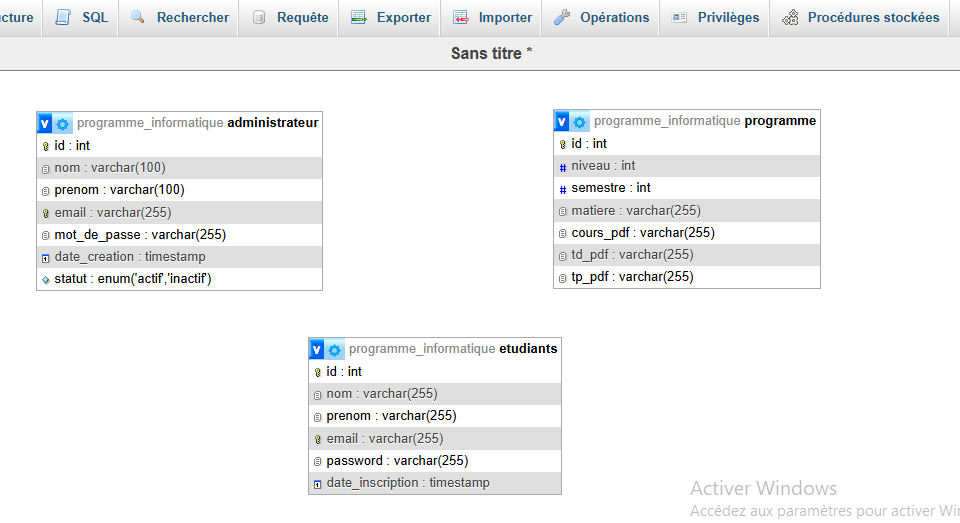 ucture SQL Rechercher Requête Exporter Importer Opérations Privilèges Procédures stockées
Sans titre *
programme_informatique administrateur
id : int
nom : varchar(100)
prenom : varchar(100)
email : varchar(255)
mot_de_passe : varchar(255)
date_creation : timestamp
statut : enum('actif','inactif')
programme_informatique programme
id : int
niveau : int
semestre : int
matiere : varchar(255)
cours_pdf : varchar(255)
td_pdf : varchar(255)
tp_pdf : varchar(255)
programme_informatique etudiants
id : int
nom : varchar(255)
prenom : varchar(255)
email : varchar(255)
password : varchar(255)
date_inscription : timestamp
Activer Windows
Accédez aux paramètres pour activer Win